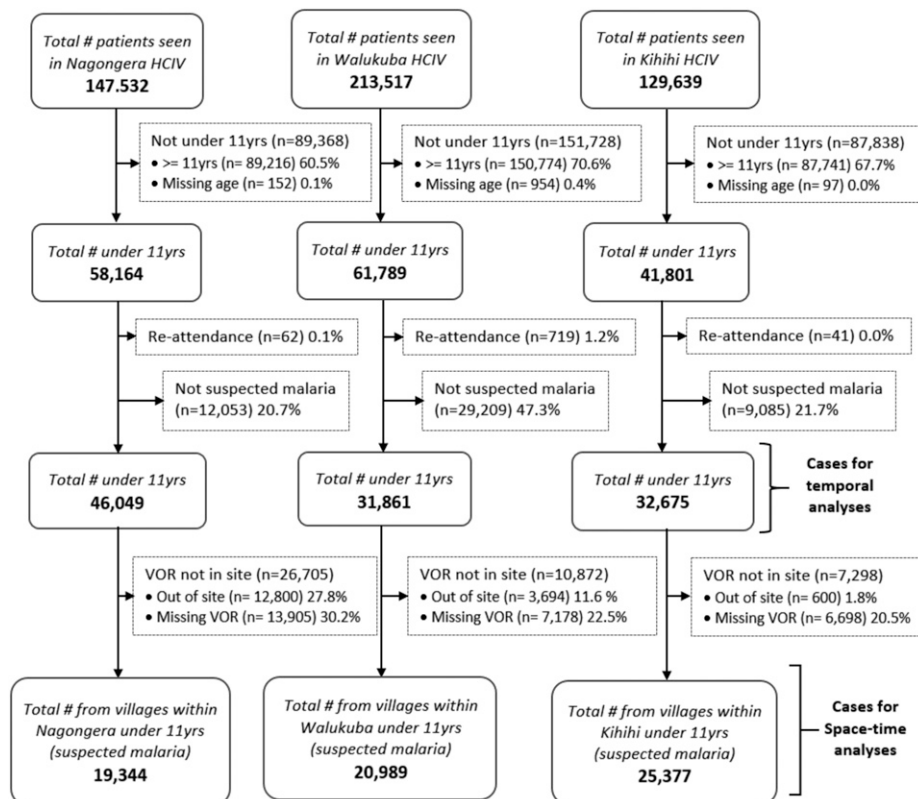 Total # patients seen
in Nagongera HCIV
147.532
Total # patients seen
in Walukuba HCIV
213,517
Total # patients seen
in Kihihi HCIV
129,639
Not under 11yrs (n=89,368)
• >= 11yrs (n= 89,216) 60.5%
• Missing age (n= 152) 0.1%
Not under 11yrs (n=151,728)
• >= 11yrs (n= 150,774) 70.6%
• Missing age (n= 954) 0.4%
Not under 11yrs (n=87,838)
• >= 11yrs (n= 87,741) 67.7%
• Missing age (n= 97) 0.0%
Total # under 11yrs
58,164
Total # under 11yrs
61,789
Total # under 11yrs
41,801
Re-attendance (n=62) 0.1%
Re-attendance (n=719) 1.2%
Re-attendance (n=41) 0.0%
Not suspected malaria
(n=12,053) 20.7%
Not suspected malaria
(n=29,209) 47.3%
Not suspected malaria
(n=9,085) 21.7%
Total # under 11yrs
46,049
Total # under 11yrs
31,861
Total # under 11yrs
32,675
Cases for
temporal
analyses
VOR not in site (n=26,705)
• Out of site (n= 12,800) 27.8%
• Missing VOR (n= 13,905) 30.2%
VOR not in site (n=10,872)
• Out of site (n= 3,694) 11.6 %
• Missing VOR (n= 7,178) 22.5%
VOR not in site (n=7,298)
• Out of site (n= 600) 1.8%
• Missing VOR (n= 6,698) 20.5%
Total # from villages within
Nagongera under 11yrs
(suspected malaria)
19,344
Total # from villages within
Walukuba under 11yrs
(suspected malaria)
20,989
Total # from villages within
Kihihi under 11yrs
(suspected malaria)
25,377
Cases for
Space-time
analyses